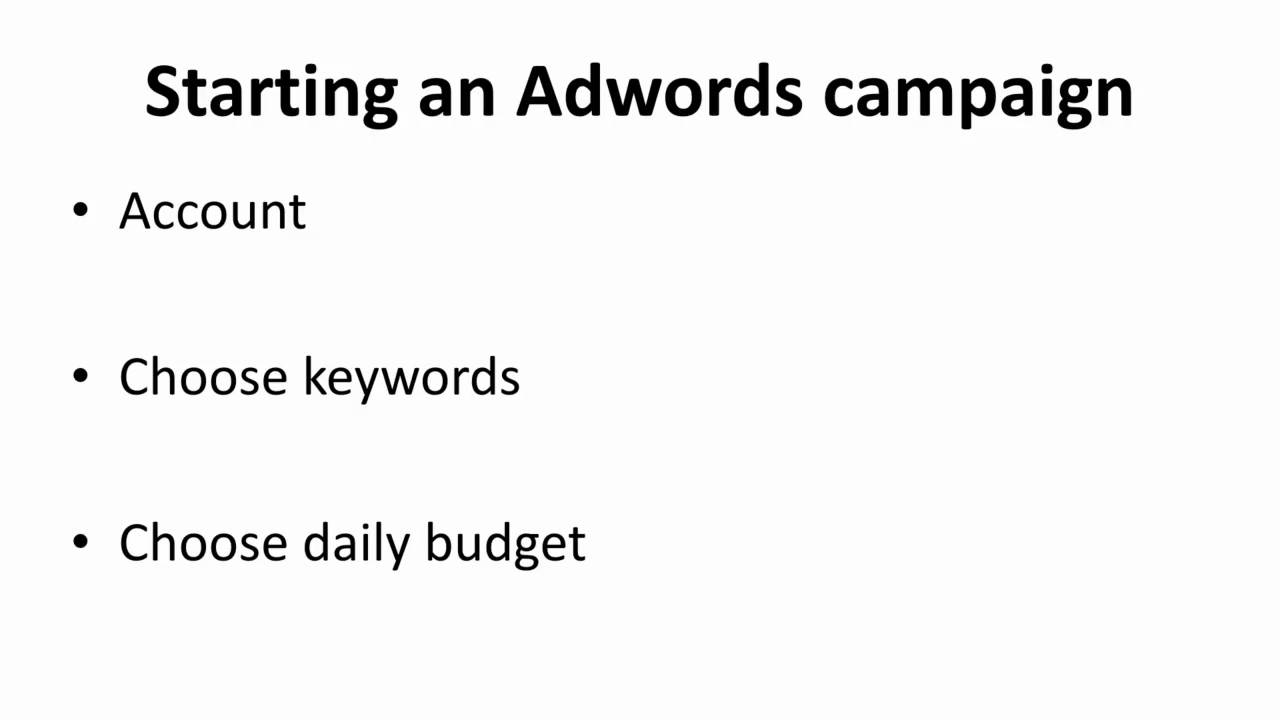 Starting an Adwords campaign
• Account
• Choose keywords
• Choose daily budget